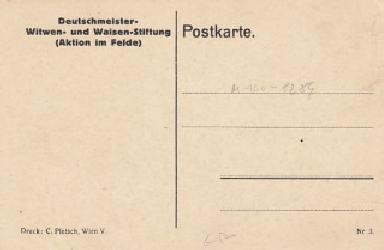 Deutschmeister-
Witwen- und Waisen-Stiftung
(Aktion im Felde)
Postkarte.
Druck: C. Pietsch, Wien V.
Nr 3.